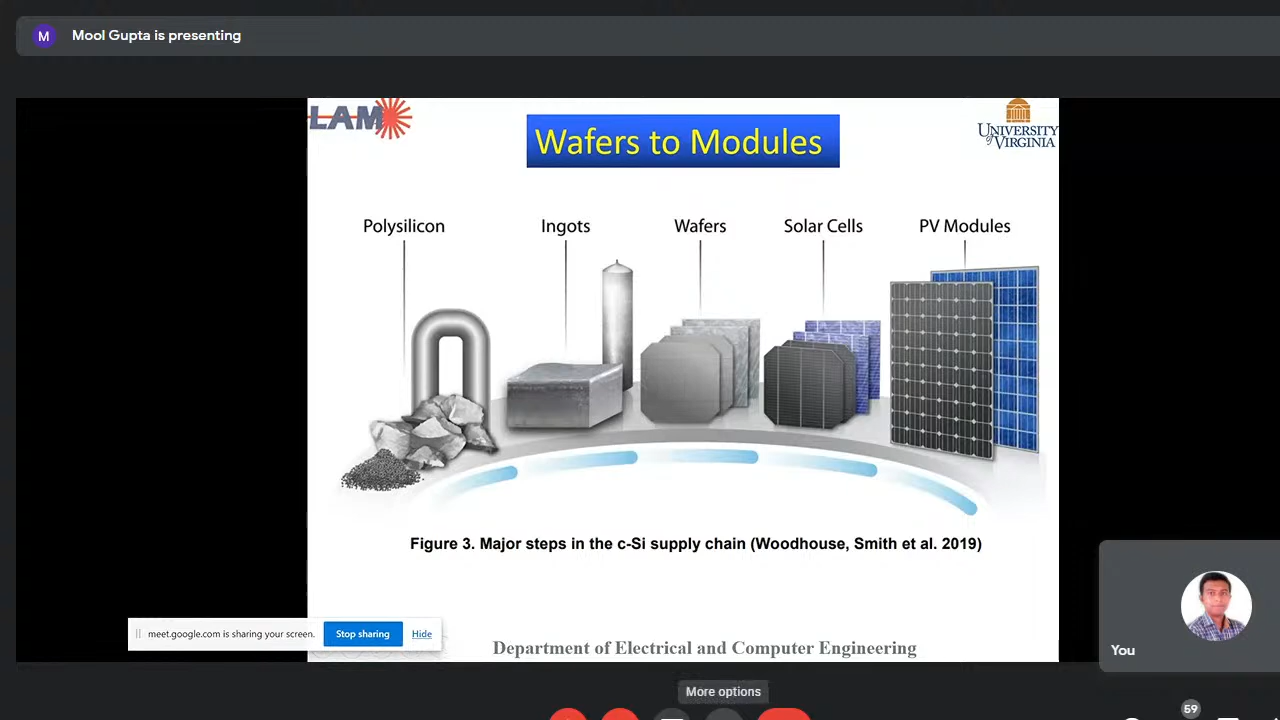 M
Mool Gupta is presenting
LAM
Wafers to Modules
UNIVERSITY
of VIRGINIA
Polysilicon
Ingots
Wafers
Solar Cells
PV Modules
Figure 3. Major steps in the c-Si supply chain (Woodhouse, Smith et al. 2019)
meet.google.com is sharing your screen.
Stop sharing
Hide
Department of Electrical and Computer Engineering
You
More options
59